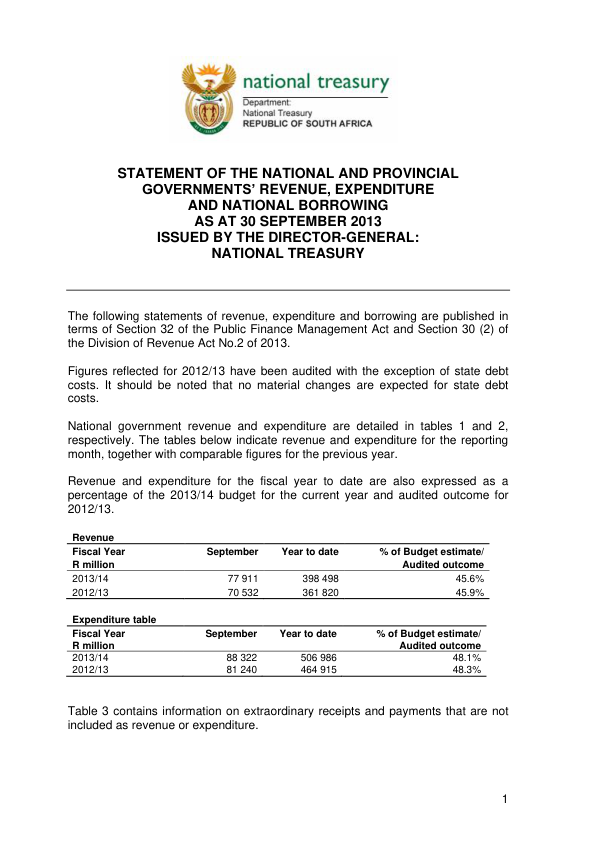 national treasury
Department:
National Treasury
REPUBLIC OF SOUTH AFRICA
STATEMENT OF THE NATIONAL AND PROVINCIAL
GOVERNMENTS' REVENUE, EXPENDITURE
AND NATIONAL BORROWING
AS AT 30 SEPTEMBER 2013
ISSUED BY THE DIRECTOR-GENERAL:
NATIONAL TREASURY
The following statements of revenue, expenditure and borrowing are published in
terms of Section 32 of the Public Finance Management Act and Section 30 (2) of
the Division of Revenue Act No.2 of 2013.
Figures reflected for 2012/13 have been audited with the exception of state debt
costs. It should be noted that no material changes are expected for state debt
costs.
National government revenue and expenditure are detailed in tables 1 and 2,
respectively. The tables below indicate revenue and expenditure for the reporting
month, together with comparable figures for the previous year.
Revenue and expenditure for the fiscal year to date are also expressed as a
percentage of the 2013/14 budget for the current year and audited outcome for
2012/13.
Revenue
Fiscal Year September Year to date % of Budget estimate/
R million Audited outcome
2013/14 77 911 398 498 45.6%
2012/13 70 532 361 820 45.9%
Expenditure table
Fiscal Year September Year to date % of Budget estimate/
R million Audited outcome
2013/14 88 322 506 986 48.1%
2012/13 81 240 464 915 48.3%
Table 3 contains information on extraordinary receipts and payments that are not
included as revenue or expenditure.
1